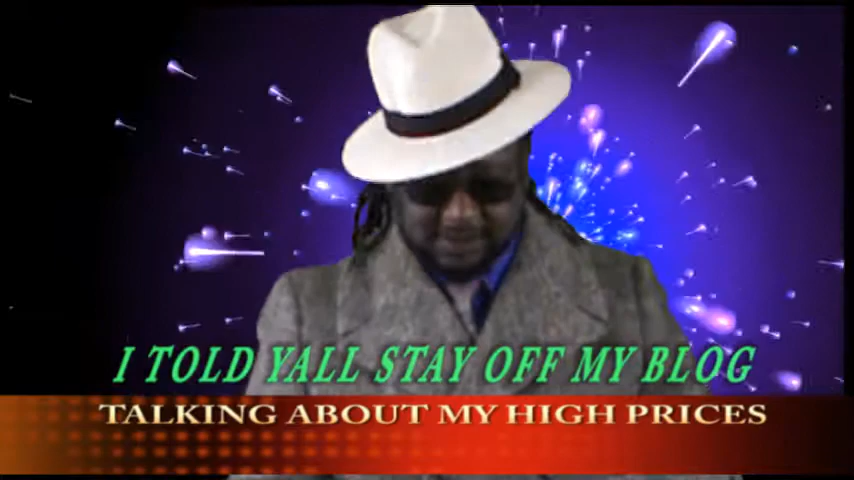 I TOLD YALL STAY OFF MY BLOG
TALKING ABOUT MY HIGH PRICES